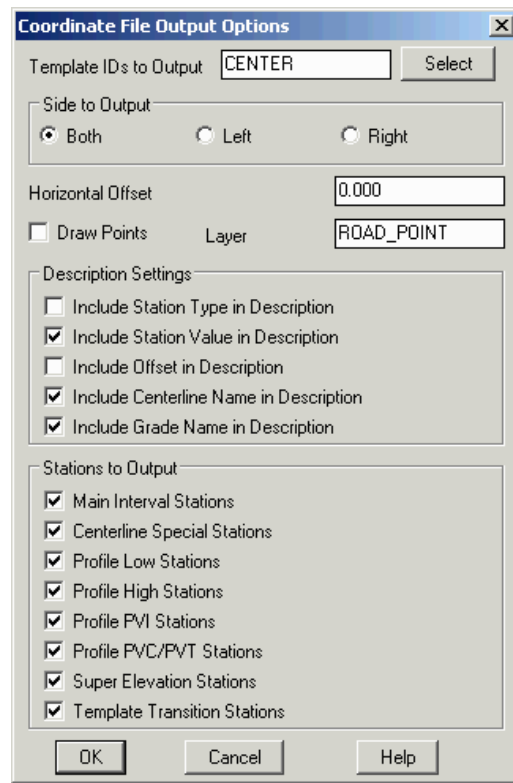 Coordinate File Output Options
Template IDs to Output CENTER Select
Side to Output
Both Left Right
Horizontal Offset 0.000
Draw Points Layer ROAD_POINT
Description Settings
Include Station Type in Description
Include Station Value in Description
Include Offset in Description
Include Centerline Name in Description
Include Grade Name in Description
Stations to Output
Main Interval Stations
Centerline Special Stations
Profile Low Stations
Profile High Stations
Profile PVI Stations
Profile PVC/PVT Stations
Super Elevation Stations
Template Transition Stations
OK Cancel Help